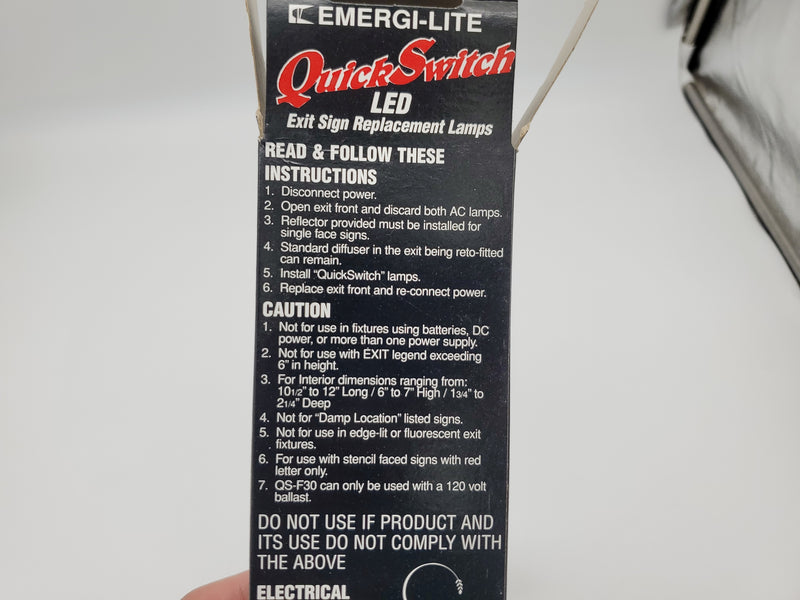 EMERGI-LITE
QuickSwitch
LED
Exit Sign Replacement Lamps
READ & FOLLOW THESE
INSTRUCTIONS
1. Disconnect power.
2. Open exit front and discard both AC lamps.
3. Reflector provided must be installed for
single face signs.
4. Standard diffuser in the exit being reto-fitted
can remain.
5. Install "QuickSwitch" lamps.
6. Replace exit front and re-connect power.
CAUTION
1. Not for use in fixtures using batteries, DC
power, or more than one power supply.
2. Not for use with EXIT legend exceeding
6" in height.
3. For Interior dimensions ranging from:
10 1/2" to 12" Long / 6" to 7" High / 1 3/4" to
2 1/4" Deep
4. Not for "Damp Location" listed signs.
5. Not for use in edge-lit or fluorescent exit
fixtures.
6. For use with stencil faced signs with red
letter only.
7. QS-F30 can only be used with a 120 volt
ballast.
DO NOT USE IF PRODUCT AND
ITS USE DO NOT COMPLY WITH
THE ABOVE
ELECTRICAL